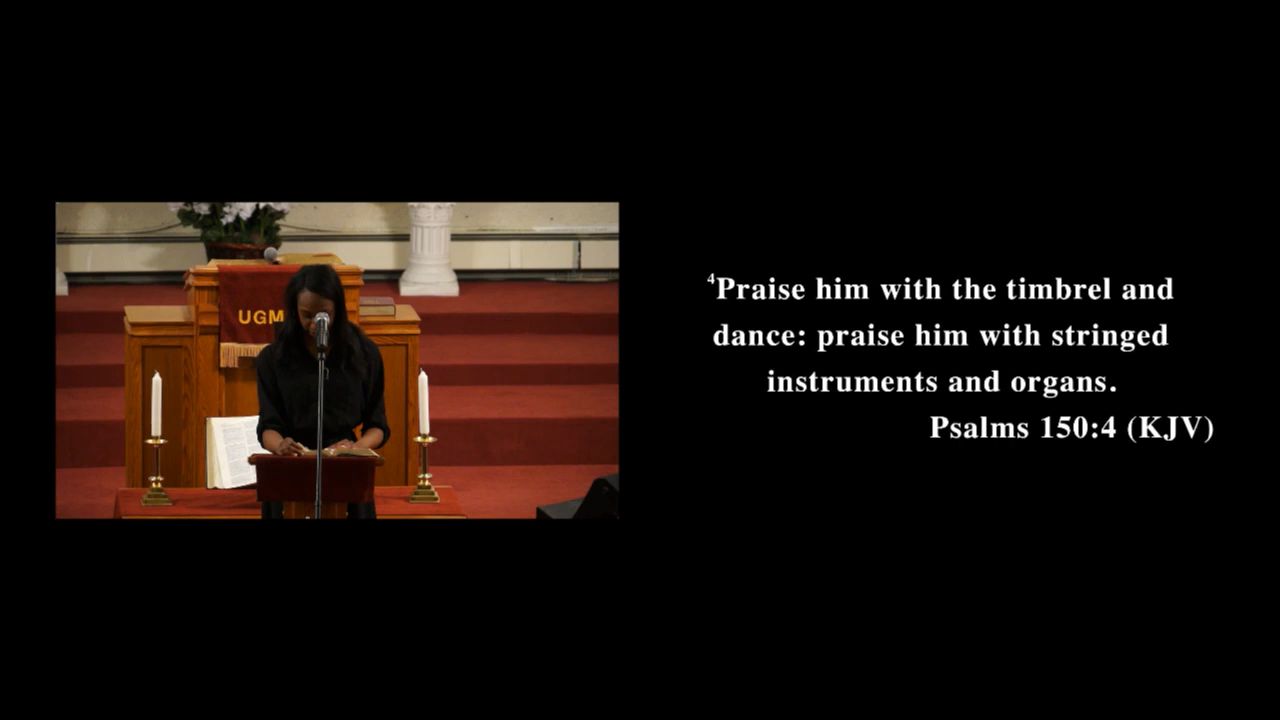 UGM
⁴Praise him with the timbrel and
dance: praise him with stringed
instruments and organs.
Psalms 150:4 (KJV)